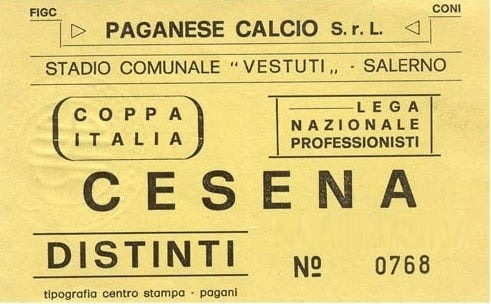 FIGC CONI
PAGANESE CALCIO S.r.L.
STADIO COMUNALE "VESTUTI„ - SALERNO
COPPA
ITALIA
LEGA
NAZIONALE
PROFESSIONISTI
CESENA
DISTINTI
Nº 0768
tipografia centro stampa - pagani